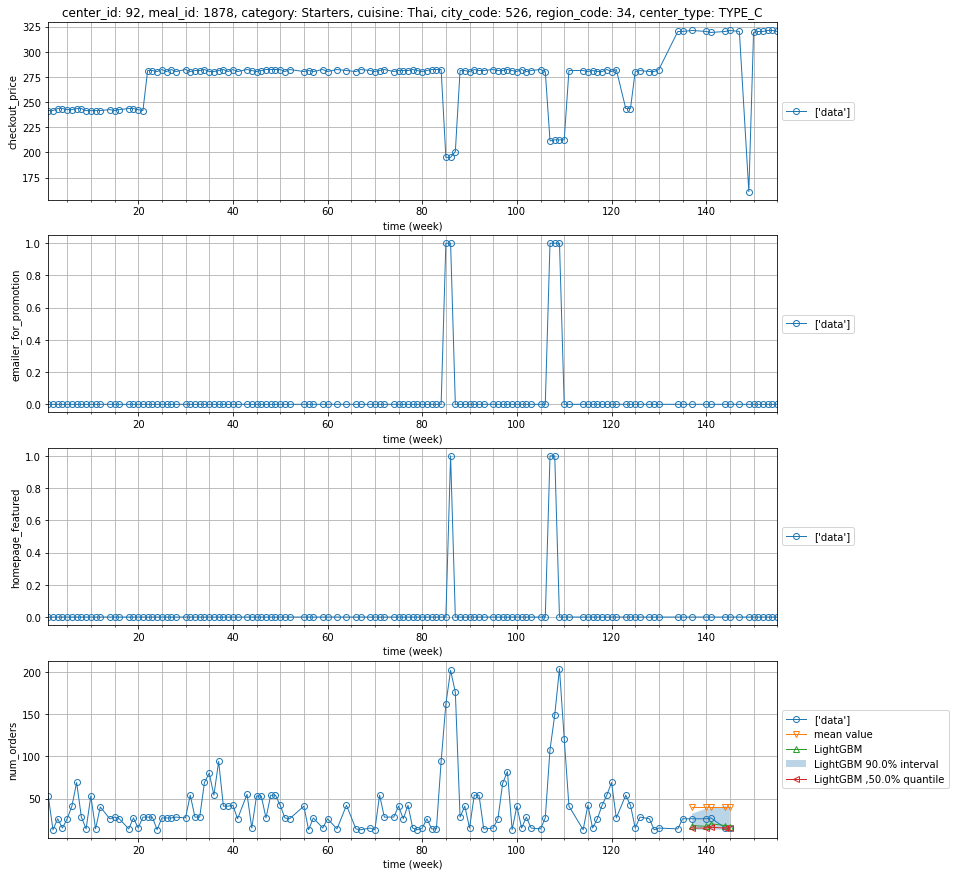 center_id: 92, meal_id: 1878, category: Starters, cuisine: Thai, city_code: 526, region_code: 34, center_type: TYPE_C
325
300
275
250
225
200
175
checkout_price
20 40 60 80 100 120 140
time (week)
['data']
1.0
0.8
0.6
0.4
0.2
0.0
emailer_for_promotion
20 40 60 80 100 120 140
time (week)
['data']
1.0
0.8
0.6
0.4
0.2
0.0
homepage_featured
20 40 60 80 100 120 140
time (week)
['data']
200
150
100
50
num_orders
20 40 60 80 100 120 140
time (week)
['data']
mean value
LightGBM
LightGBM 90.0% interval
LightGBM ,50.0% quantile